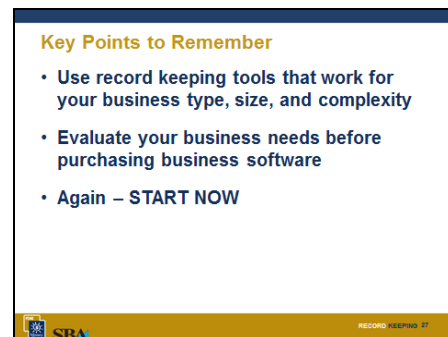 Key Points to Remember
• Use record keeping tools that work for
your business type, size, and complexity
• Evaluate your business needs before
purchasing business software
• Again – START NOW
SBA
RECORD KEEPING 27